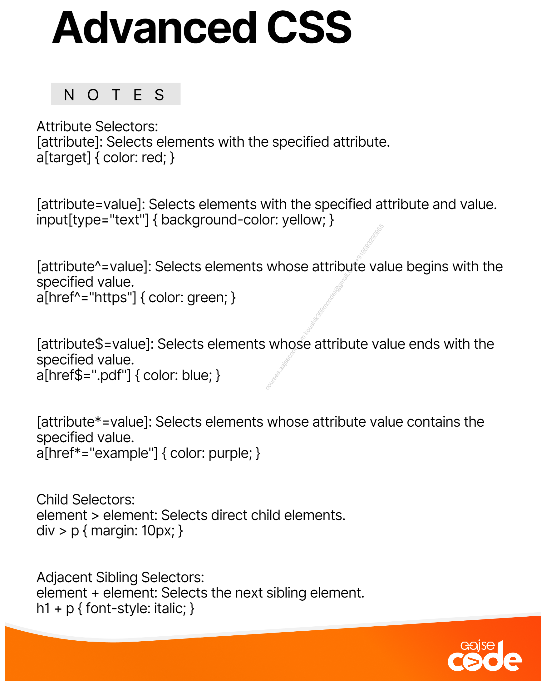 Advanced CSS
NOTES
Attribute Selectors:
[attribute]: Selects elements with the specified attribute.
a[target] { color: red; }
[attribute=value]: Selects elements with the specified attribute and value.
input[type="text"] { background-color: yellow; }
[attribute^=value]: Selects elements whose attribute value begins with the
specified value.
a[href^="https"] { color: green; }
[attribute$=value]: Selects elements whose attribute value ends with the
specified value.
a[href$=".pdf"] { color: blue; }
[attribute*=value]: Selects elements whose attribute value contains the
specified value.
a[href*="example"] { color: purple; }
Child Selectors:
element > element: Selects direct child elements.
div > p { margin: 10px; }
Adjacent Sibling Selectors:
element + element: Selects the next sibling element.
h1 + p { font-style: italic; }
code